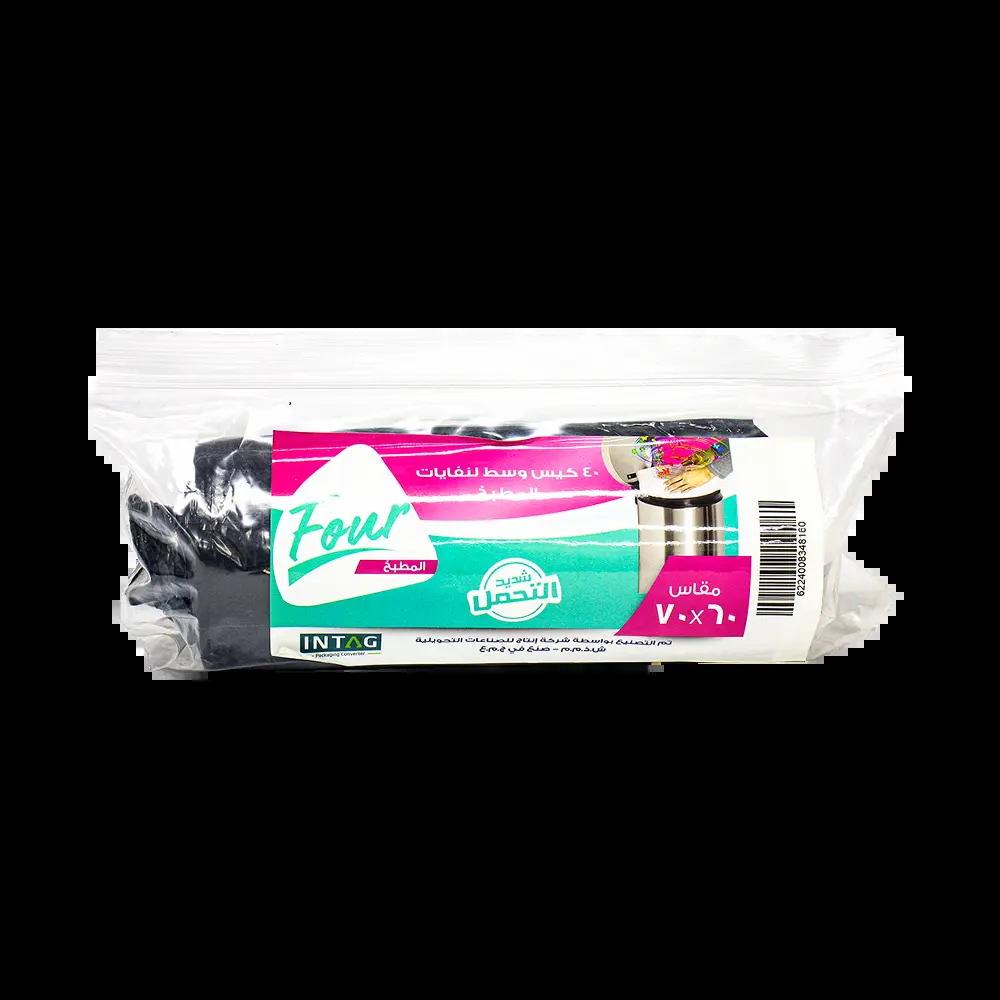 ٤٠ كيس وسط لنفايات
المطبخ
Four
المطبخ
شديد
التحمل
مقاس
٦٠x٧٠
6224008348160
INTAG
Packaging Converter
تم التصنيع بواسطة شركة إنتاج للصناعات التحويلية
ش.ذ.م.م - صنع في ج.م.ع